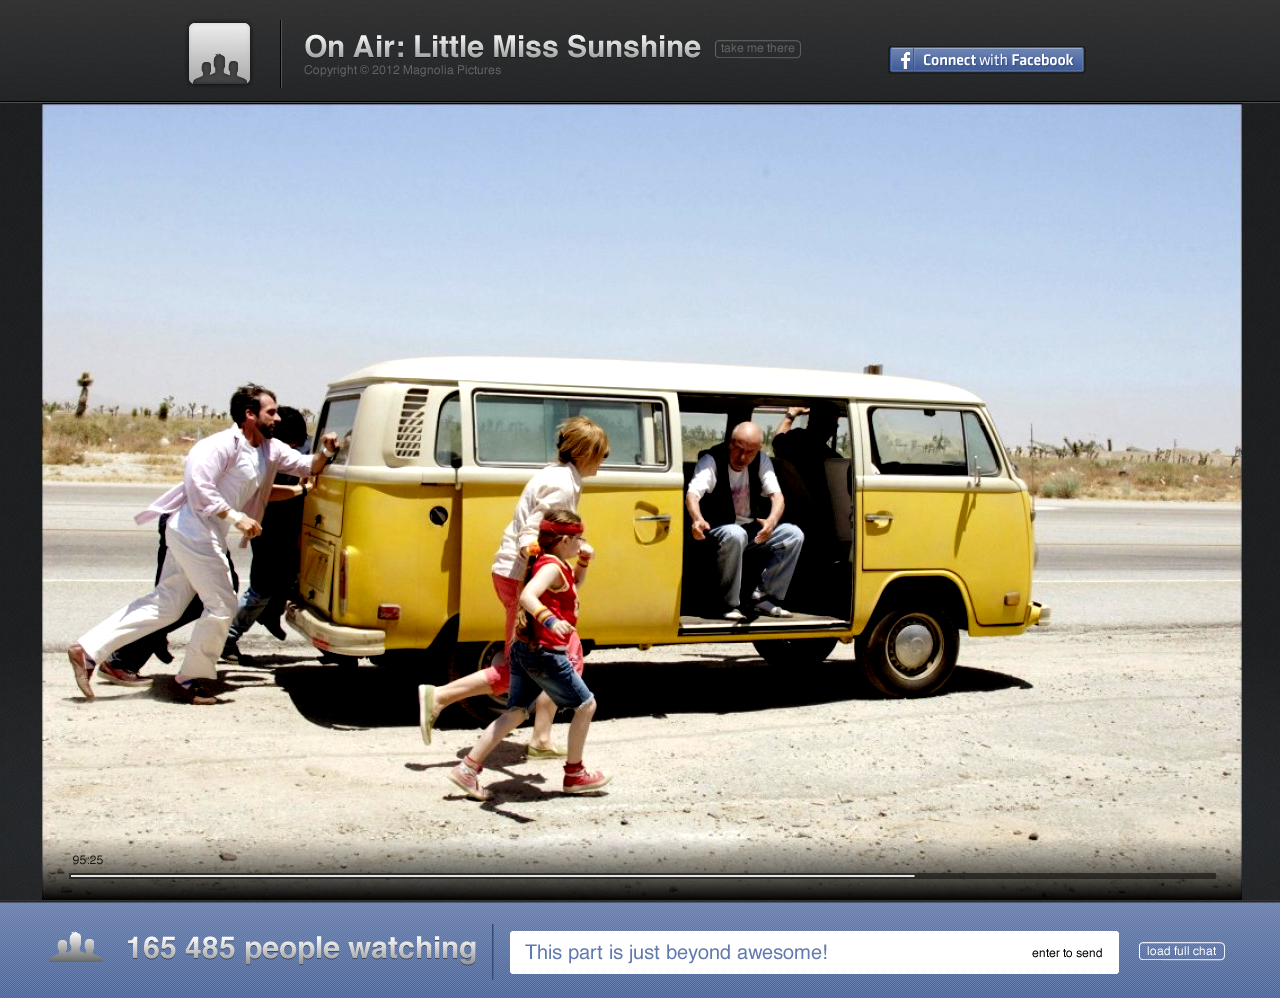 On Air: Little Miss Sunshine
take me there
Copyright © 2012 Magnolia Pictures
f Connect with Facebook
95:25
165 485 people watching
This part is just beyond awesome!
enter to send
load full chat